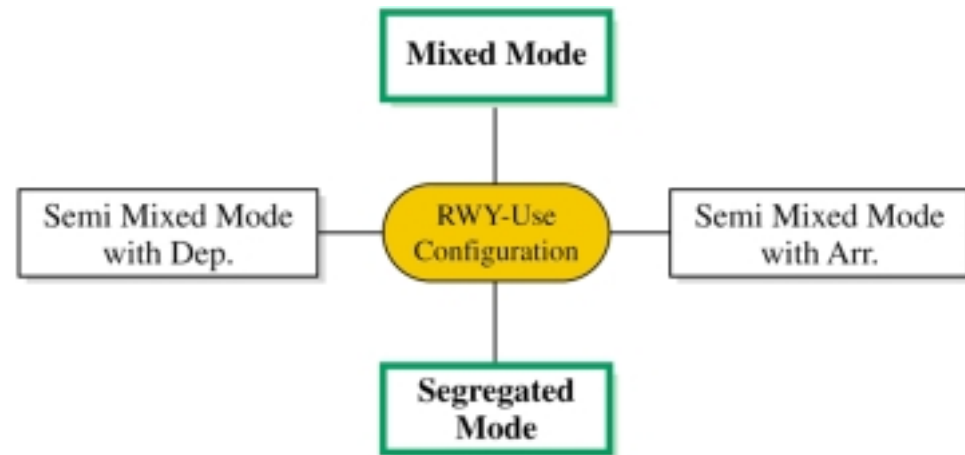 Mixed Mode
Semi Mixed Mode
with Dep.
RWY-Use
Configuration
Semi Mixed Mode
with Arr.
Segregated
Mode